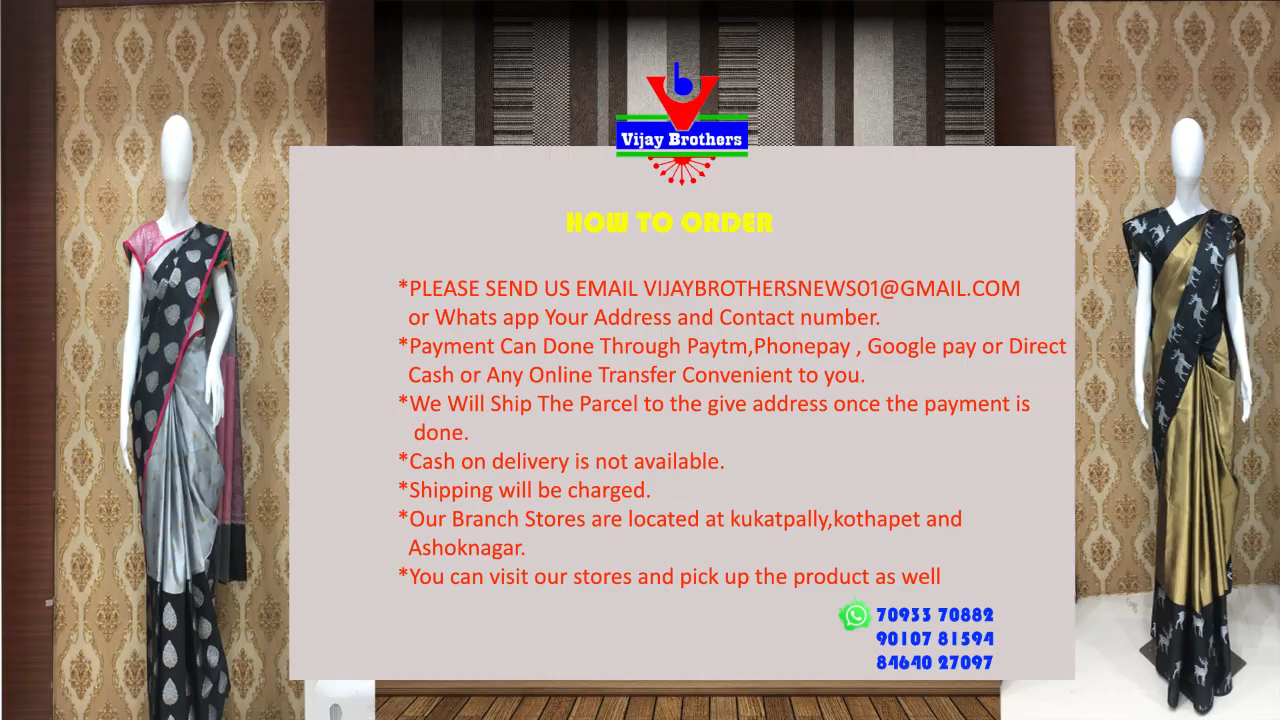 b
Vijay Brothers
HOW TO ORDER
*PLEASE SEND US EMAIL VIJAYBROTHERSNEWS01@GMAIL.COM
or Whats app Your Address and Contact number.
*Payment Can Done Through Paytm,Phonepay , Google pay or Direct
Cash or Any Online Transfer Convenient to you.
*We Will Ship The Parcel to the give address once the payment is
done.
*Cash on delivery is not available.
*Shipping will be charged.
*Our Branch Stores are located at kukatpally,kothapet and
Ashoknagar.
*You can visit our stores and pick up the product as well
70933 70882
90107 81594
84640 27097